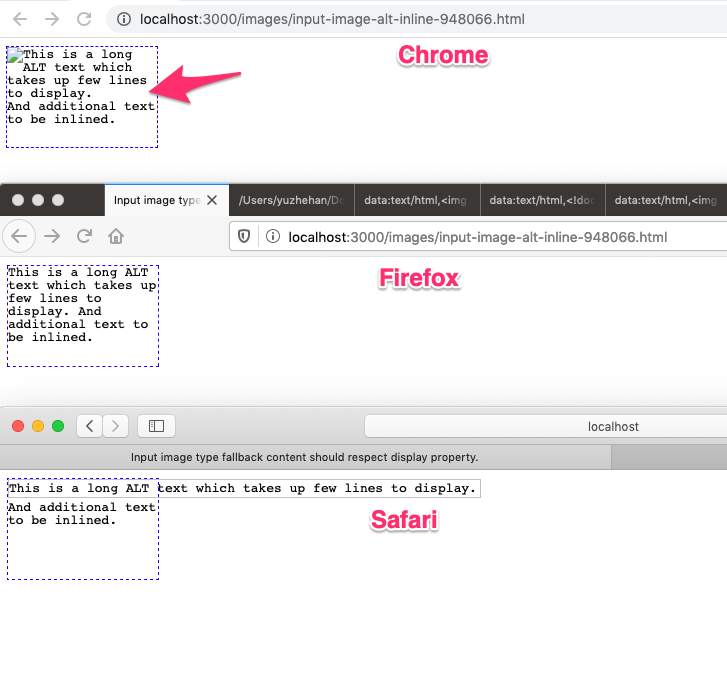 localhost:3000/images/input-image-alt-inline-948066.html
Chrome
This is a long
ALT text which
takes up few lines
to display.
And additional text
to be inlined.
Input image type
/Users/yuzhehan/Do
data:text/html,<img
data:text/html,<!doc
data:text/html,<img
localhost:3000/images/input-image-alt-inline-948066.html
Firefox
This is a long ALT
text which takes up
few lines to
display. And
additional text to
be inlined.
localhost
Input image type fallback content should respect display property.
This is a long ALT text which takes up few lines to display.
And additional text
to be inlined.
Safari